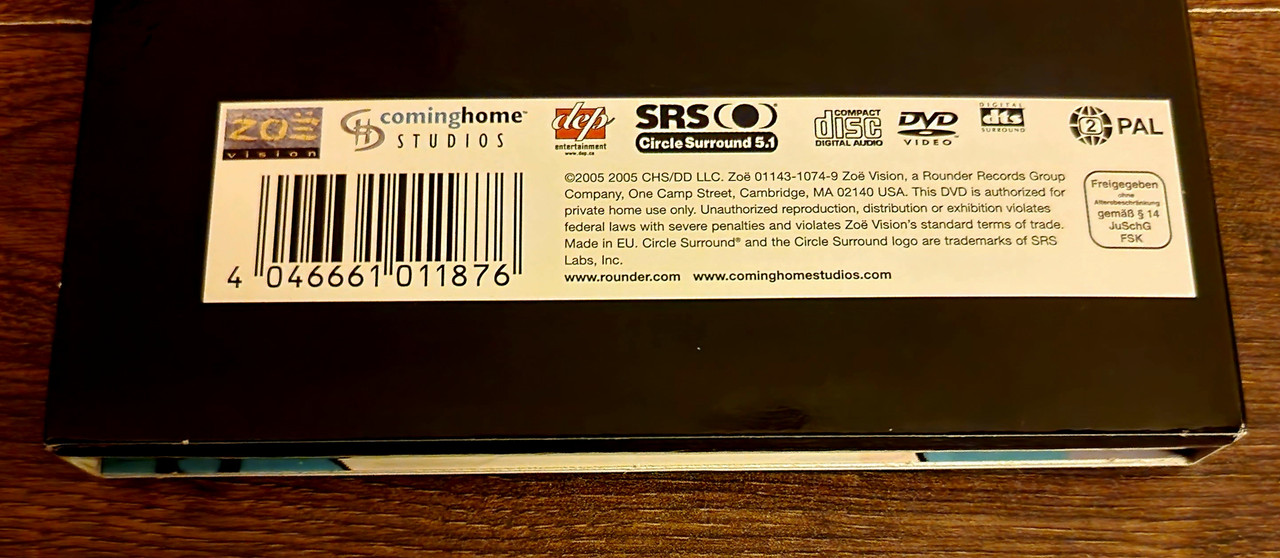 ZOË
vision
cominghome™
STUDIOS
dep
entertainment
www.dep.ca
SRS
Circle Surround 5.1
COMPACT
disc
DIGITAL AUDIO
DVD
VIDEO™
DIGITAL
dts
SURROUND
2
PAL
©2005 2005 CHS/DD LLC. Zoë 01143-1074-9 Zoë Vision, a Rounder Records Group
Company, One Camp Street, Cambridge, MA 02140 USA. This DVD is authorized for
private home use only. Unauthorized reproduction, distribution or exhibition violates
federal laws with severe penalties and violates Zoë Vision's standard terms of trade.
Made in EU. Circle Surround® and the Circle Surround logo are trademarks of SRS
Labs, Inc.
www.rounder.com www.cominghomestudios.com
Freigegeben
ohne
Altersbeschränkung
gemäß § 14
JuSchG
FSK
4 046661 011876